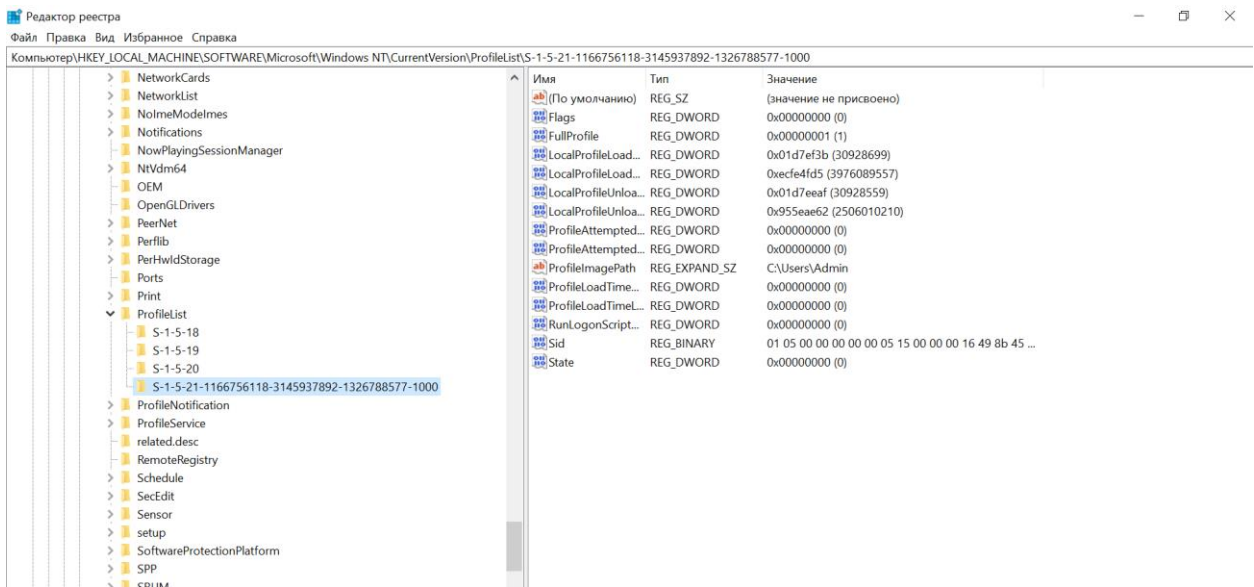 Редактор реестра
Файл Правка Вид Избранное Справка
Компьютер\HKEY_LOCAL_MACHINE\SOFTWARE\Microsoft\Windows NT\CurrentVersion\ProfileList\S-1-5-21-1166756118-3145937892-1326788577-1000
NetworkCards
NetworkList
NoImeModeImes
Notifications
NowPlayingSessionManager
NtVdm64
OEM
OpenGLDrivers
PeerNet
Perflib
PerHwIdStorage
Ports
Print
ProfileList
S-1-5-18
S-1-5-19
S-1-5-20
S-1-5-21-1166756118-3145937892-1326788577-1000
ProfileNotification
ProfileService
related.desc
RemoteRegistry
Schedule
SecEdit
Sensor
setup
SoftwareProtectionPlatform
SPP
SRUM
Имя Тип Значение
(По умолчанию) REG_SZ (значение не присвоено)
Flags REG_DWORD 0x00000000 (0)
FullProfile REG_DWORD 0x00000001 (1)
LocalProfileLoad... REG_DWORD 0x01d7ef3b (30928699)
LocalProfileLoad... REG_DWORD 0xecfe4fd5 (3976089557)
LocalProfileUnloa... REG_DWORD 0x01d7eeaf (30928559)
LocalProfileUnloa... REG_DWORD 0x955eae62 (2506010210)
ProfileAttempted... REG_DWORD 0x00000000 (0)
ProfileAttempted... REG_DWORD 0x00000000 (0)
ProfileImagePath REG_EXPAND_SZ C:\Users\Admin
ProfileLoadTime... REG_DWORD 0x00000000 (0)
ProfileLoadTimeL... REG_DWORD 0x00000000 (0)
RunLogonScript... REG_DWORD 0x00000000 (0)
Sid REG_BINARY 01 05 00 00 00 00 00 05 15 00 00 00 16 49 8b 45 ...
State REG_DWORD 0x00000000 (0)